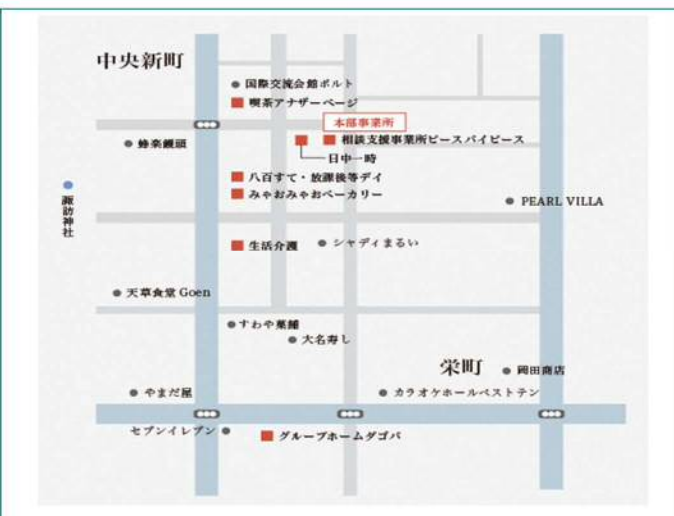 中央新町
国際交流会館ポルト
喫茶アナザーページ
本部事業所
蜂楽饅頭
相談支援事業所ピースバイピース
日中一時
八百すて・放課後等デイ
みゃおみゃおベーカリー
諏訪神社
PEARL VILLA
生活介護
シャディまるい
天草食堂 Goen
すわや菓舗
大名寿し
栄町
岡田商店
やまだ屋
カラオケホールベストテン
セブンイレブン
グループホームダゴバ